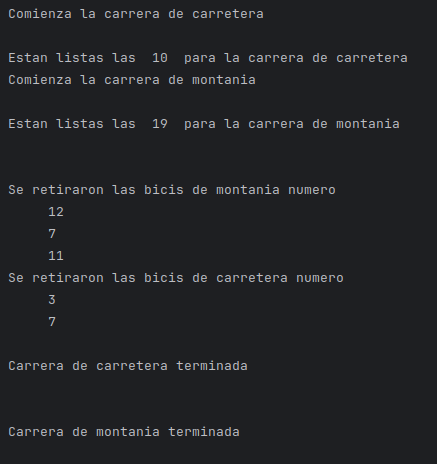 Comienza la carrera de carretera
Estan listas las  10  para la carrera de carretera
Comienza la carrera de montania
Estan listas las  19  para la carrera de montania
Se retiraron las bicis de montania numero
12
7
11
Se retiraron las bicis de carretera numero
3
7
Carrera de carretera terminada
Carrera de montania terminada